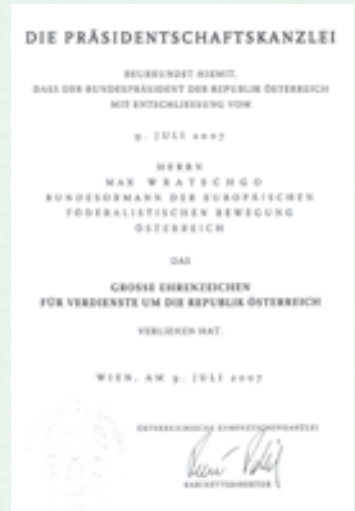 DIE PRÄSIDENTSCHAFTSKANZLEI
BEURKUNDET HIEMIT,
DASS DER BUNDESPRÄSIDENT DER REPUBLIK ÖSTERREICH
MIT ENTSCHLIESSUNG VOM
9. JULI 2007
HERRN
MAX WRATSCHGO
BUNDESOBMANN DER EUROPÄISCHEN
FÖDERALISTISCHEN BEWEGUNG
ÖSTERREICH
DAS
GROSSE EHRENZEICHEN
FÜR VERDIENSTE UM DIE REPUBLIK ÖSTERREICH
VERLIEHEN HAT.
WIEN, AM 9. JULI 2007
ÖSTERREICHISCHE EHRENZEICHENKANZLEI
KABINETTSDIREKTOR